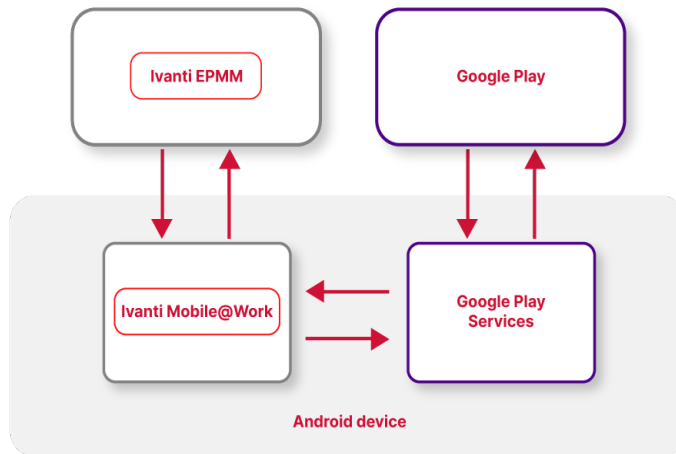 Ivanti EPMM
Google Play
Ivanti Mobile@Work
Google Play
Services
Android device